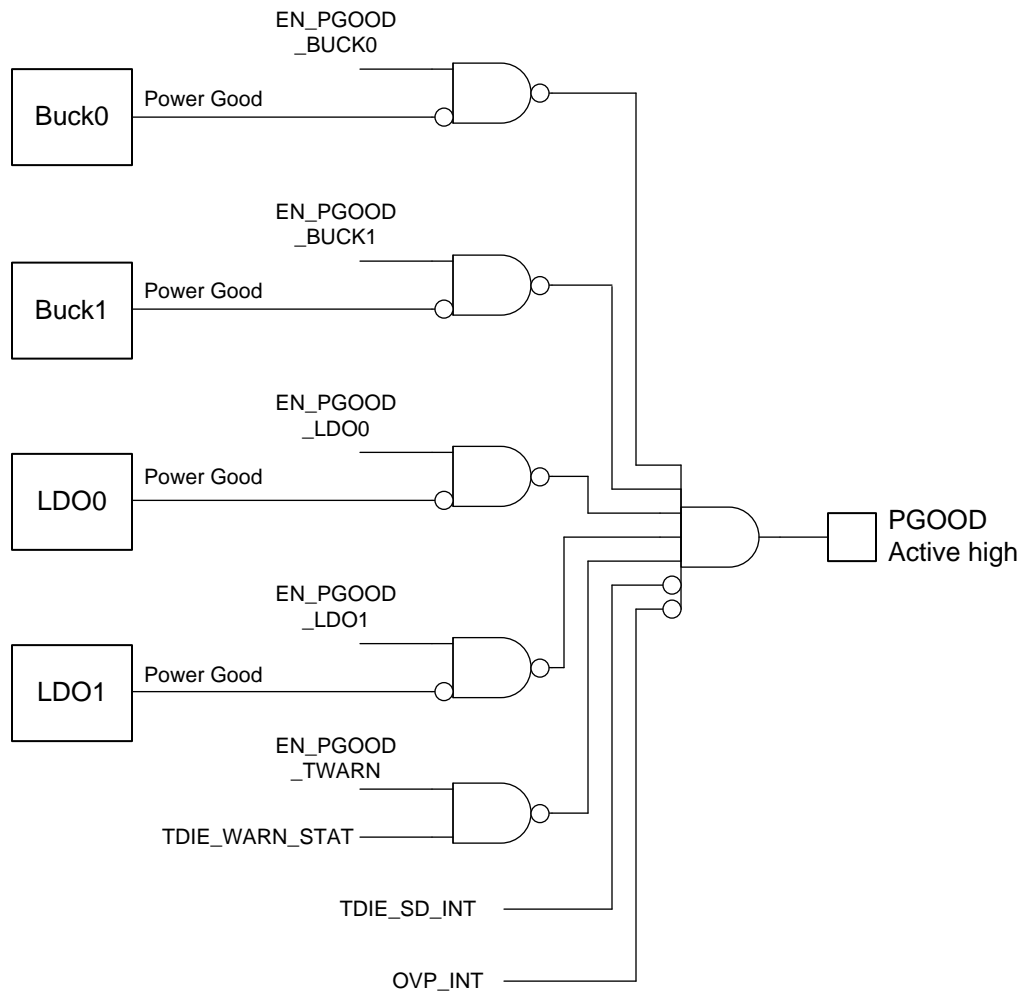 EN_PGOOD
_BUCK0
Buck0
Power Good
EN_PGOOD
_BUCK1
Buck1
Power Good
EN_PGOOD
_LDO0
LDO0
Power Good
PGOOD
Active high
EN_PGOOD
_LDO1
LDO1
Power Good
EN_PGOOD
_TWARN
TDIE_WARN_STAT
TDIE_SD_INT
OVP_INT